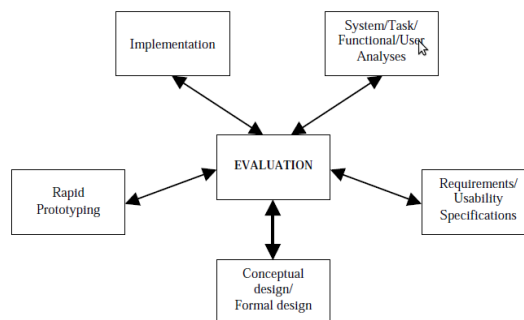 System/Task/
Functional/User
Analyses
Implementation
EVALUATION
Rapid
Prototyping
Requirements/
Usability
Specifications
Conceptual
design/
Formal design